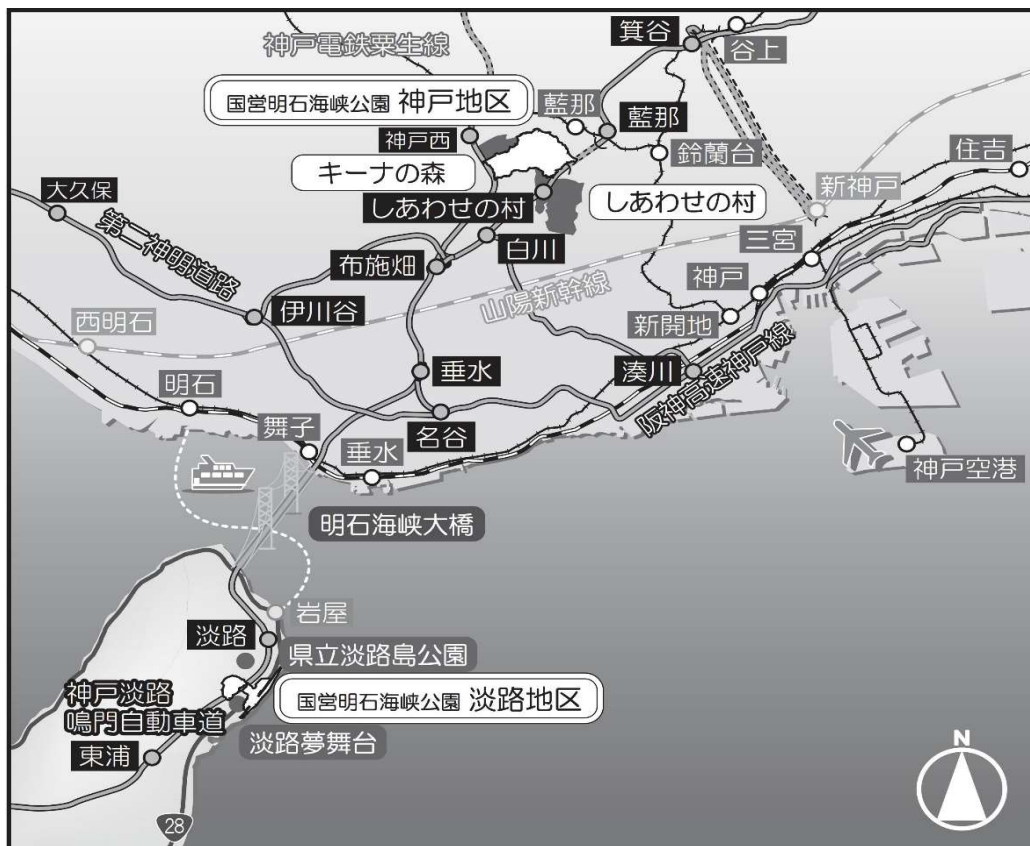 箕谷
谷上
神戸電鉄粟生線
国営明石海峡公園 神戸地区
藍那
藍那
神戸西
鈴蘭台
住吉
キーナの森
大久保
しあわせの村
しあわせの村
新神戸
第二神明道路
白川
三宮
布施畑
神戸
山陽新幹線
伊川谷
新開地
西明石
垂水
湊川
阪神高速神戸線
明石
名谷
舞子
垂水
神戸空港
明石海峡大橋
岩屋
淡路
県立淡路島公園
神戸淡路
鳴門自動車道
国営明石海峡公園 淡路地区
淡路夢舞台
東浦
N
28